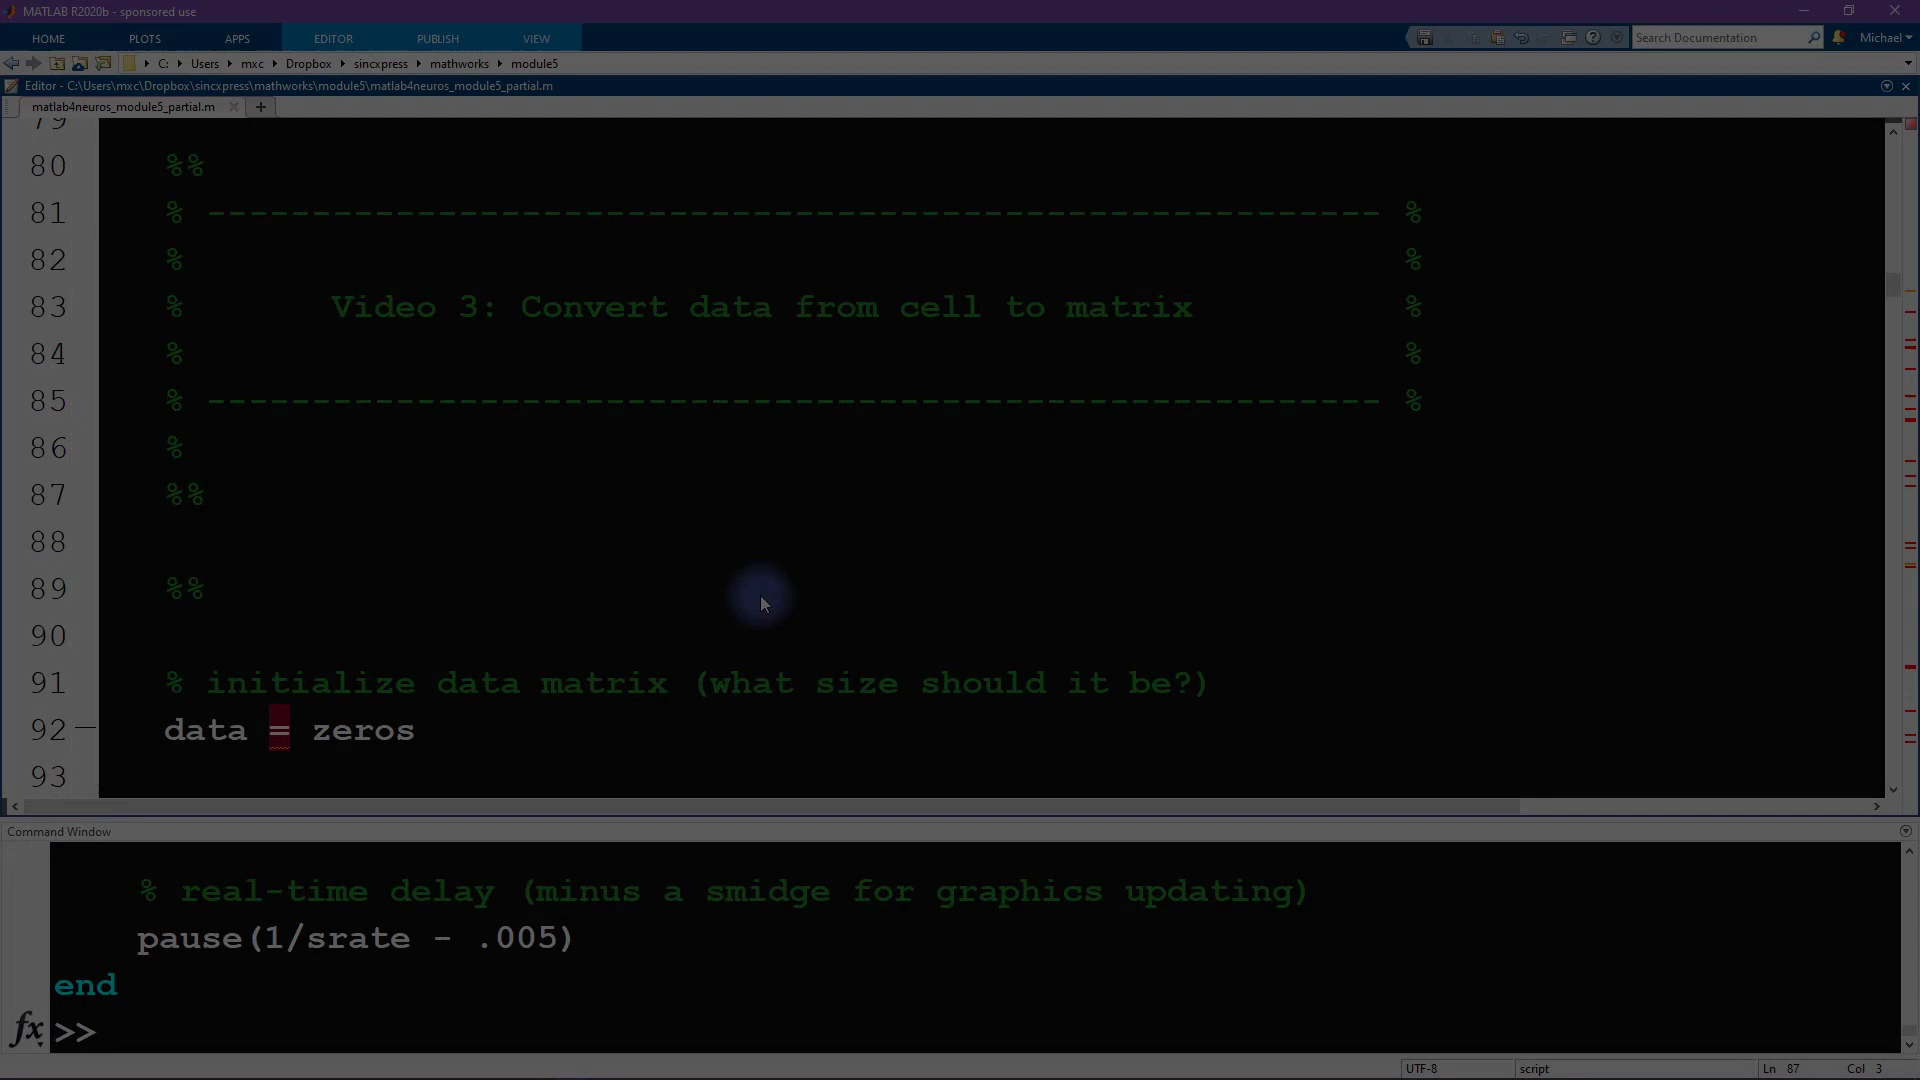 MATLAB R2020b - sponsored use
HOME PLOTS APPS EDITOR PUBLISH VIEW Search Documentation Michael
C: Users mxc Dropbox sincxpress mathworks module5
Editor - C:\Users\mxc\Dropbox\sincxpress\mathworks\module5\matlab4neuros_module5_partial.m
matlab4neuros_module5_partial.m
79
80 %%
81 % -------------------------------------------------------- %
82 % %
83 % Video 3: Convert data from cell to matrix %
84 % %
85 % -------------------------------------------------------- %
86 %
87 %%
88
89 %%
90
91 % initialize data matrix (what size should it be?)
92 data = zeros
93
Command Window
% real-time delay (minus a smidge for graphics updating)
pause(1/srate - .005)
end
fx >>
UTF-8 script Ln 87 Col 3